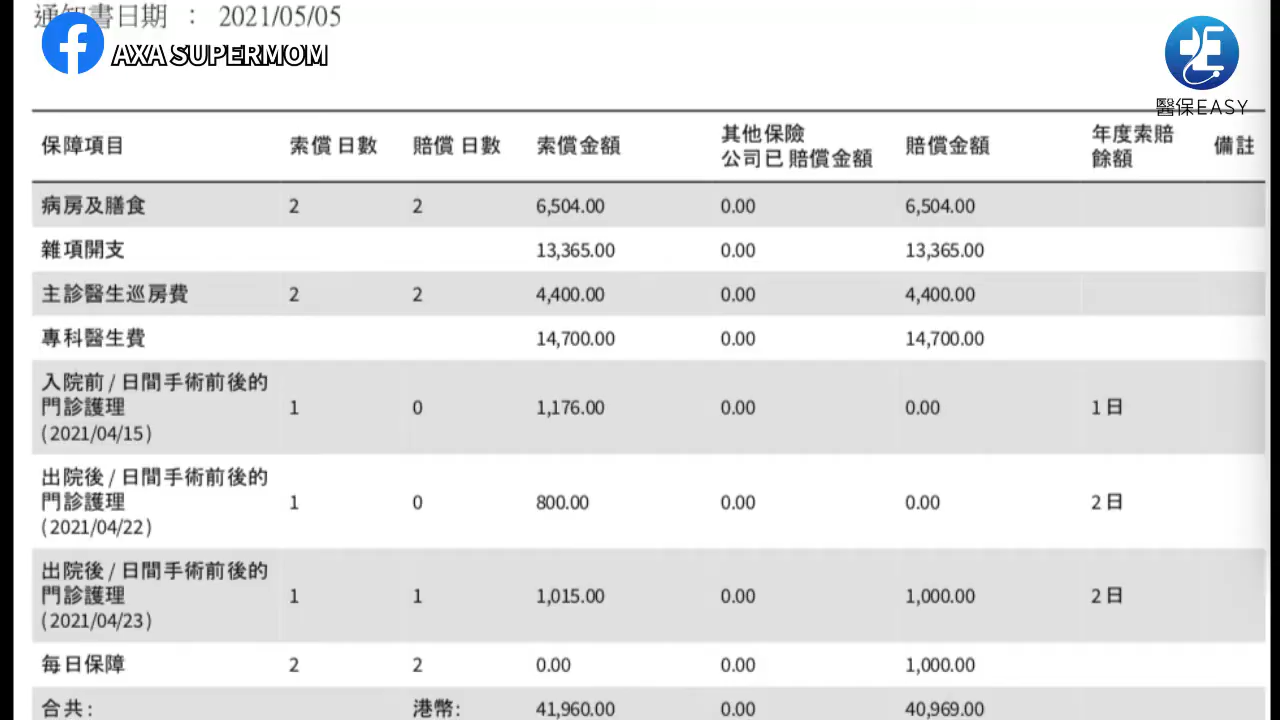 通知書日期 ： 2021/05/05
AXA SUPERMOM
醫保EASY
保障項目 索償日數 賠償日數 索償金額 其他保險 賠償金額 年度索賠 備註
公司已賠償金額 餘額
病房及膳食 2 2 6,504.00 0.00 6,504.00
雜項開支 13,365.00 0.00 13,365.00
主診醫生巡房費 2 2 4,400.00 0.00 4,400.00
專科醫生費 14,700.00 0.00 14,700.00
入院前 / 日間手術前後的
門診護理 1 0 1,176.00 0.00 0.00 1 日
(2021/04/15)
出院後 / 日間手術前後的
門診護理 1 0 800.00 0.00 0.00 2 日
(2021/04/22)
出院後 / 日間手術前後的
門診護理 1 1 1,015.00 0.00 1,000.00 2 日
(2021/04/23)
每日保障 2 2 0.00 0.00 1,000.00
合共 : 港幣: 41,960.00 0.00 40,969.00